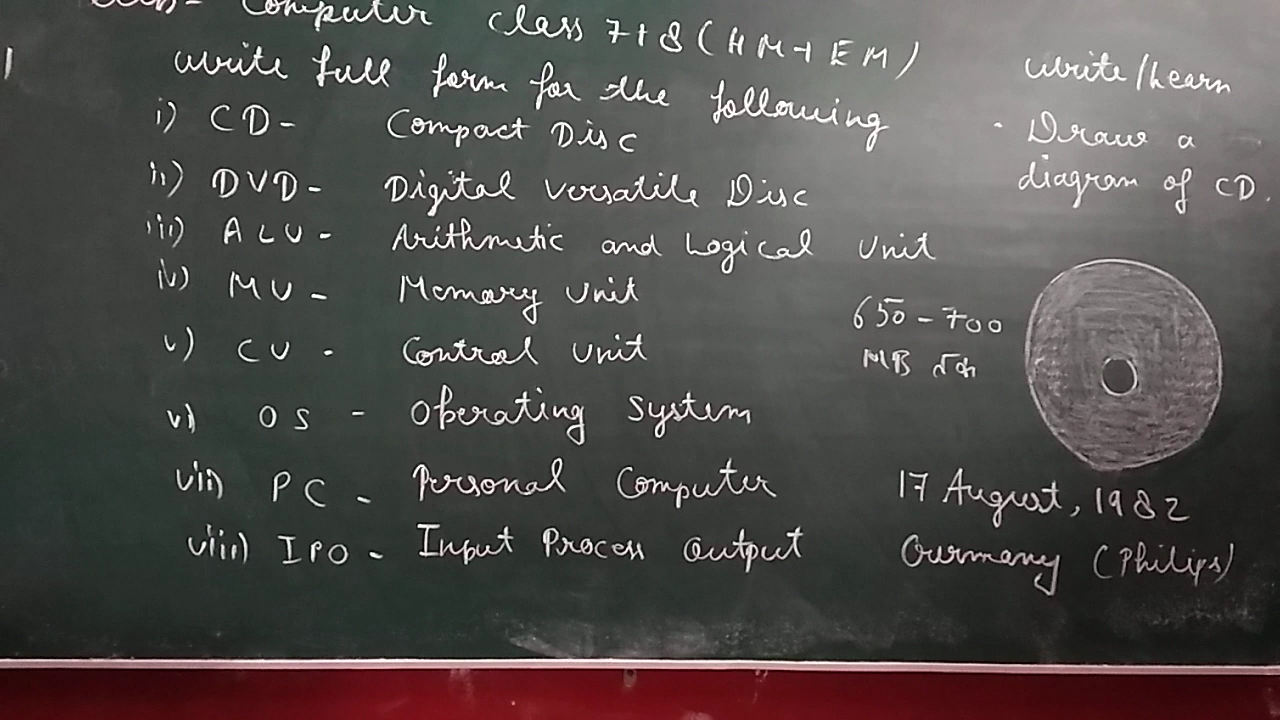 Computer class 7+8 (HM+EM)
1
write full form for the following
i) CD - Compact Disc
ii) DVD - Digital Versatile Disc
iii) ALU - Arithmetic and Logical Unit
iv) MU - Memory Unit
v) CU - Control Unit
vi) OS - Operating System
vii) PC - Personal Computer
viii) IPO - Input Process Output
write/Learn
· Draw a
diagram of CD.
650-700
MB तक
17 August, 1982
Gurmany (Philips)